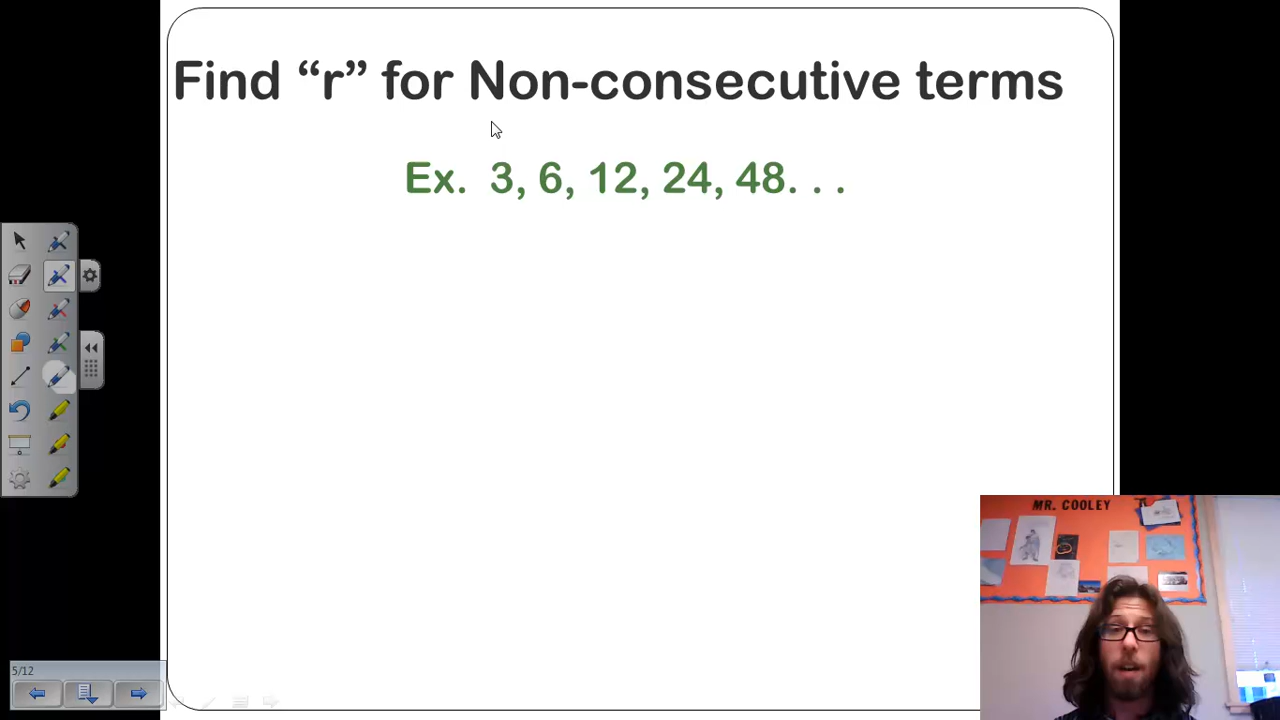 Find “r” for Non-consecutive terms
Ex. 3, 6, 12, 24, 48. . .
5/12
MR. COOLEY